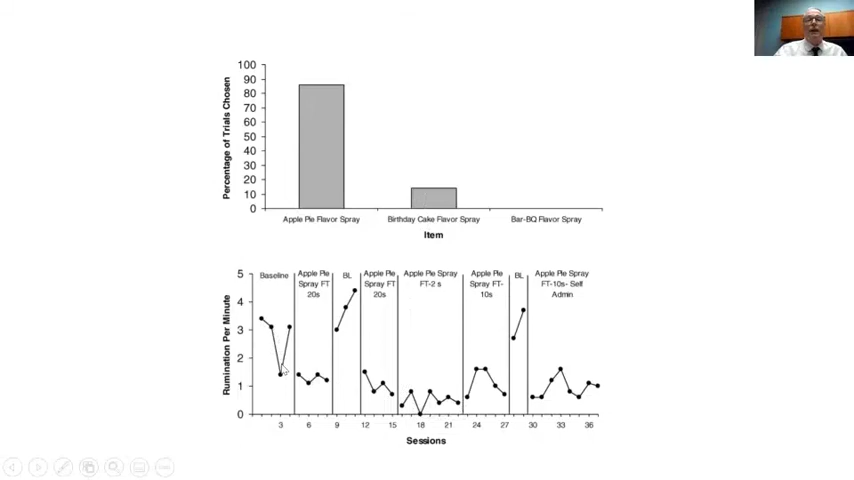 100
90
80
70
60
50
40
30
20
10
0
Percentage of Trials Chosen
Apple Pie Flavor Spray
Birthday Cake Flavor Spray
Bar-BQ Flavor Spray
Item
5
4
3
2
1
0
Rumination Per Minute
Baseline
Apple Pie
Spray FT
20s
BL
Apple Pie
Spray FT
20s
Apple Pie Spray
FT-2 s
Apple Pie
Spray FT-
10s
BL
Apple Pie Spray
FT-10s- Self
Admin
3 6 9 12 15 18 21 24 27 30 33 36
Sessions